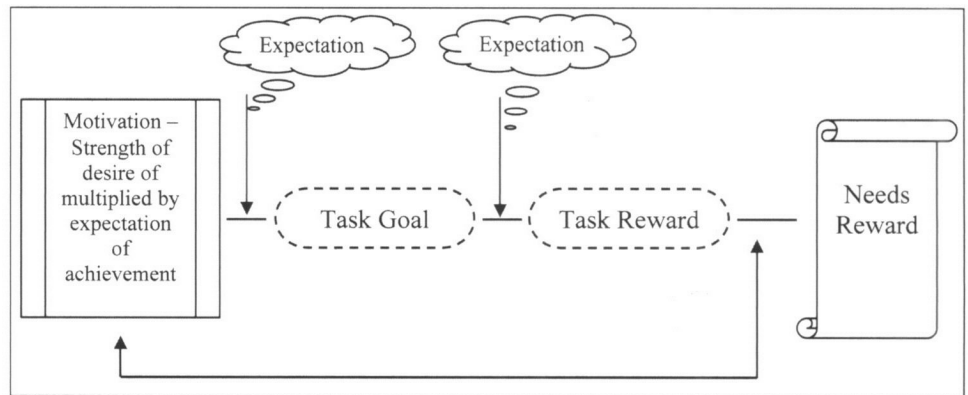 Expectation
Expectation
Motivation –
Strength of
desire of
multiplied by
expectation
of
achievement
Task Goal
Task Reward
Needs
Reward